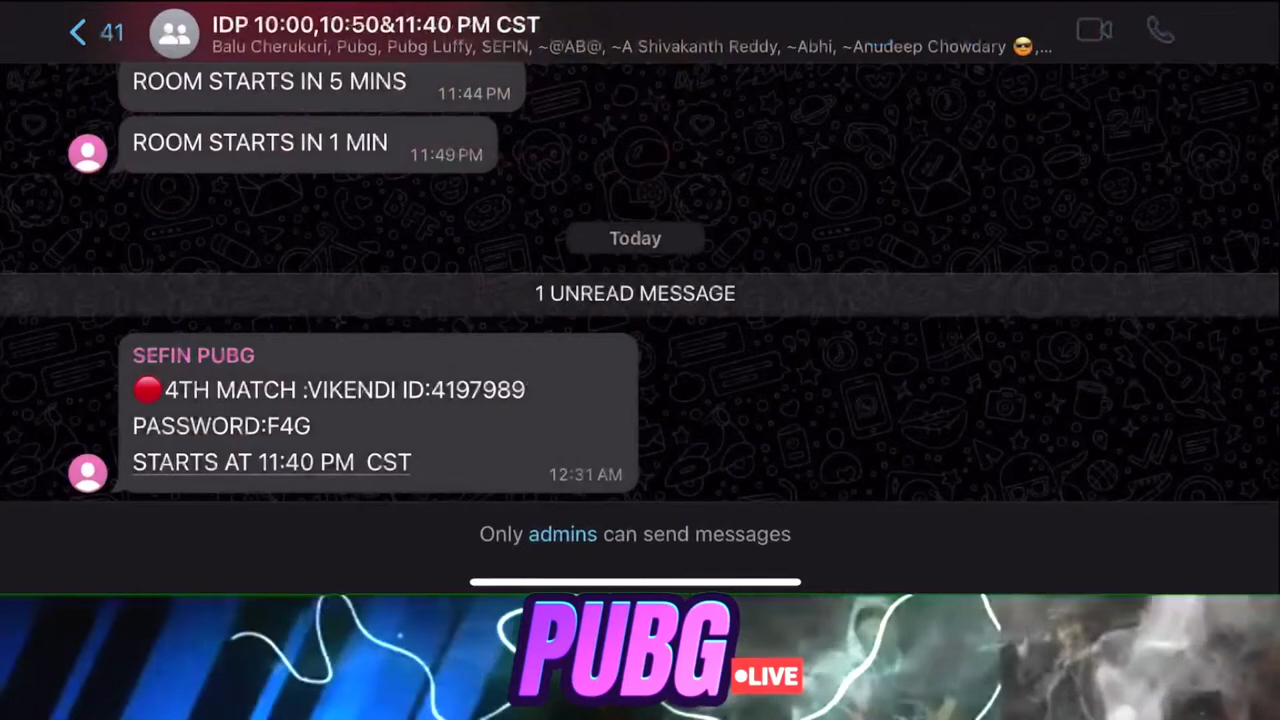 41
IDP 10:00,10:50&11:40 PM CST
Balu Cherukuri, Pubg, Pubg Luffy, SEFIN, ~@AB@, ~A Shivakanth Reddy, ~Abhi, ~Anudeep Chowdary 😎,...
ROOM STARTS IN 5 MINS
11:44 PM
ROOM STARTS IN 1 MIN
11:49 PM
Today
1 UNREAD MESSAGE
SEFIN PUBG
🔴4TH MATCH :VIKENDI ID:4197989
PASSWORD:F4G
STARTS AT 11:40 PM  CST
12:31 AM
Only admins can send messages
PUBG
LIVE